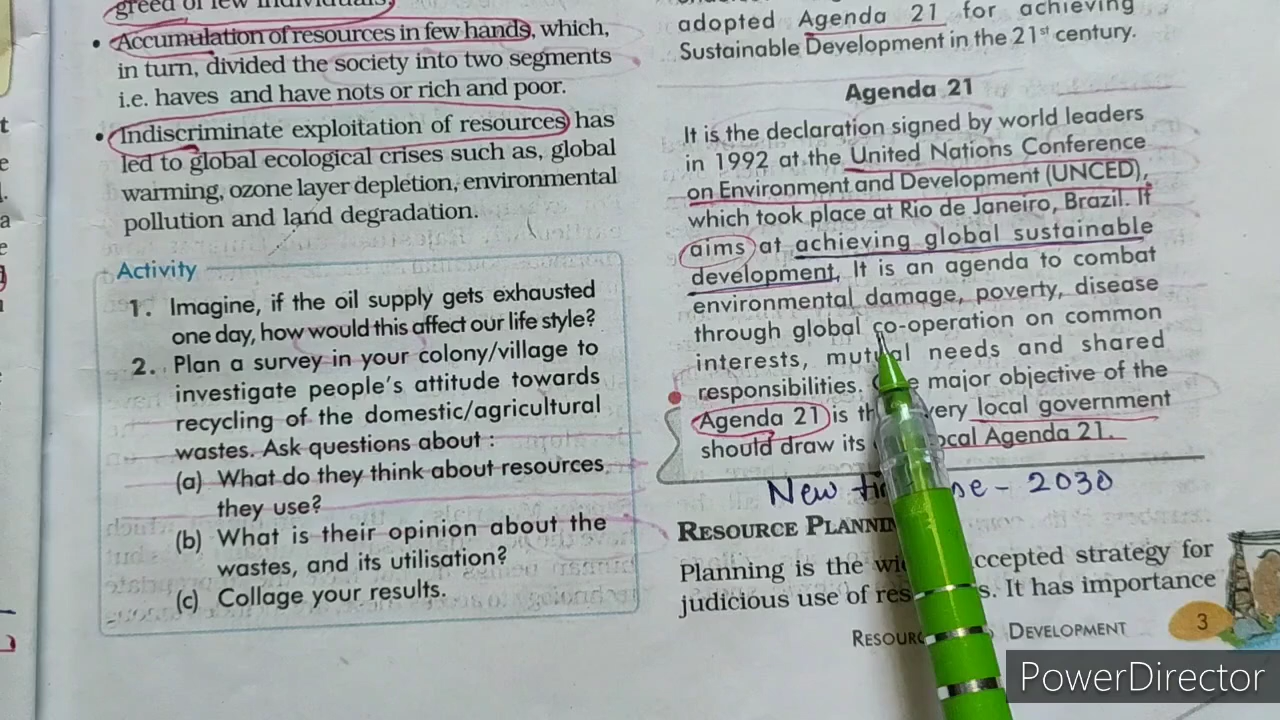 greed of few individuals.
• Accumulation of resources in few hands, which,
in turn, divided the society into two segments
i.e. haves and have nots or rich and poor.
• Indiscriminate exploitation of resources has
led to global ecological crises such as, global
warming, ozone layer depletion, environmental
pollution and land degradation.
Activity
1. Imagine, if the oil supply gets exhausted
one day, how would this affect our life style?
2. Plan a survey in your colony/village to
investigate people's attitude towards
recycling of the domestic/agricultural
wastes. Ask questions about :
(a) What do they think about resources
they use?
(b) What is their opinion about the
wastes, and its utilisation?
(c) Collage your results.
adopted Agenda 21 for achieving
Sustainable Development in the 21st century.
Agenda 21
It is the declaration signed by world leaders
in 1992 at the United Nations Conference
on Environment and Development (UNCED),
which took place at Rio de Janeiro, Brazil. It
aims at achieving global sustainable
development. It is an agenda to combat
environmental damage, poverty, disease
through global co-operation on common
interests, mutual needs and shared
responsibilities. major objective of the
Agenda 21 is local government
should draw its Agenda 21.
New - 2030
RESOURCE
Planning is the strategy for
judicious use of It has importance
DEVELOPMENT
3
PowerDirector